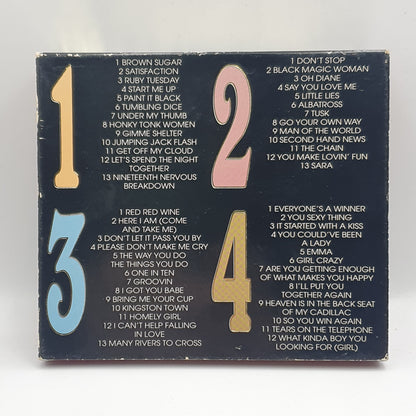 1
1 BROWN SUGAR
2 SATISFACTION
3 RUBY TUESDAY
4 START ME UP
5 PAINT IT BLACK
6 TUMBLING DICE
7 UNDER MY THUMB
8 HONKY TONK WOMEN
9 GIMME SHELTER
10 JUMPING JACK FLASH
11 GET OFF MY CLOUD
12 LET'S SPEND THE NIGHT
TOGETHER
13 NINETEENTH NERVOUS
BREAKDOWN
2
1 DON'T STOP
2 BLACK MAGIC WOMAN
3 OH DIANE
4 SAY YOU LOVE ME
5 LITTLE LIES
6 ALBATROSS
7 TUSK
8 GO YOUR OWN WAY
9 MAN OF THE WORLD
10 SECOND HAND NEWS
11 THE CHAIN
12 YOU MAKE LOVIN' FUN
13 SARA
3
1 RED RED WINE
2 HERE I AM (COME
AND TAKE ME)
3 DON'T LET IT PASS YOU BY
4 PLEASE DON'T MAKE ME CRY
5 THE WAY YOU DO
THE THINGS YOU DO
6 ONE IN TEN
7 GROOVIN
8 I GOT YOU BABE
9 BRING ME YOUR CUP
10 KINGSTON TOWN
11 HOMELY GIRL
12 I CAN'T HELP FALLING
IN LOVE
13 MANY RIVERS TO CROSS
4
1 EVERYONE'S A WINNER
2 YOU SEXY THING
3 IT STARTED WITH A KISS
4 YOU COULD'VE BEEN
A LADY
5 EMMA
6 GIRL CRAZY
7 ARE YOU GETTING ENOUGH
OF WHAT MAKES YOU HAPPY
8 I'LL PUT YOU
TOGETHER AGAIN
9 HEAVEN IS IN THE BACK SEAT
OF MY CADILLAC
10 SO YOU WIN AGAIN
11 TEARS ON THE TELEPHONE
12 WHAT KINDA BOY YOU
LOOKING FOR (GIRL)